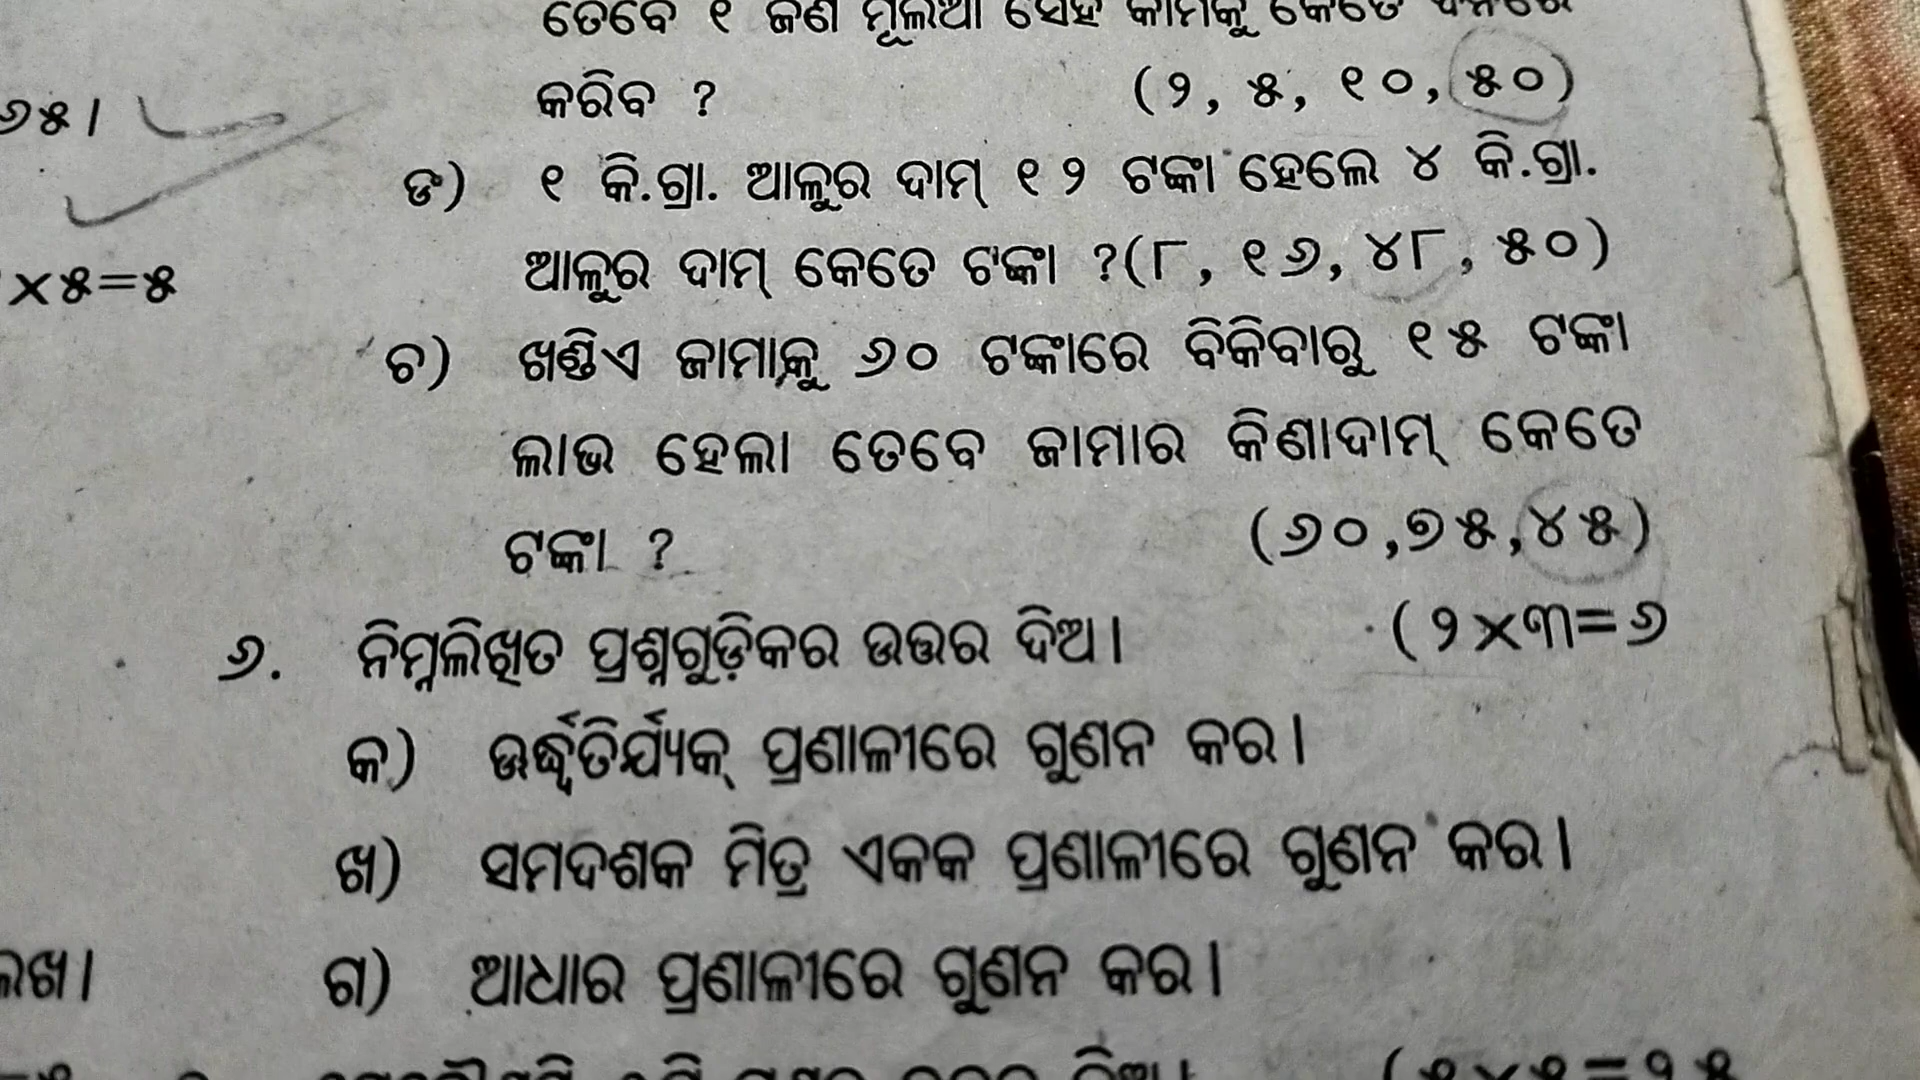 ତେବେ ୧ ଜଣ ମୂଲିଆ ସେହି କାମକୁ କେତେ ଦିନରେ
କରିବ ? (୨, ୫, ୧୦, ୫୦)
୬୫।
ଙ) ୧ କି.ଗ୍ରା. ଆଳୁର ଦାମ୍ ୧୨ ଟଙ୍କା ହେଲେ ୪ କି.ଗ୍ରା.
ଆଳୁର ଦାମ୍ କେତେ ଟଙ୍କା ?(୮, ୧୬, ୪୮, ୫୦)
×୫=୫
ଚ) ଖଣ୍ଡିଏ ଜାମାକୁ ୬୦ ଟଙ୍କାରେ ବିକିବାରୁ ୧୫ ଟଙ୍କା
ଲାଭ ହେଲା ତେବେ ଜାମାର କିଣାଦାମ୍ କେତେ
ଟଙ୍କା ? (୬୦,୭୫,୪୫)
୬. ନିମ୍ନଲିଖିତ ପ୍ରଶ୍ନଗୁଡ଼ିକର ଉତ୍ତର ଦିଅ। (୨×୩=୬
କ) ଊର୍ଦ୍ଧ୍ୱତିର୍ଯ୍ୟକ୍ ପ୍ରଣାଳୀରେ ଗୁଣନ କର।
ଖ) ସମଦଶକ ମିତ୍ର ଏକକ ପ୍ରଣାଳୀରେ ଗୁଣନ କର।
ଗ) ଆଧାର ପ୍ରଣାଳୀରେ ଗୁଣନ କର।
ଲେଖ।